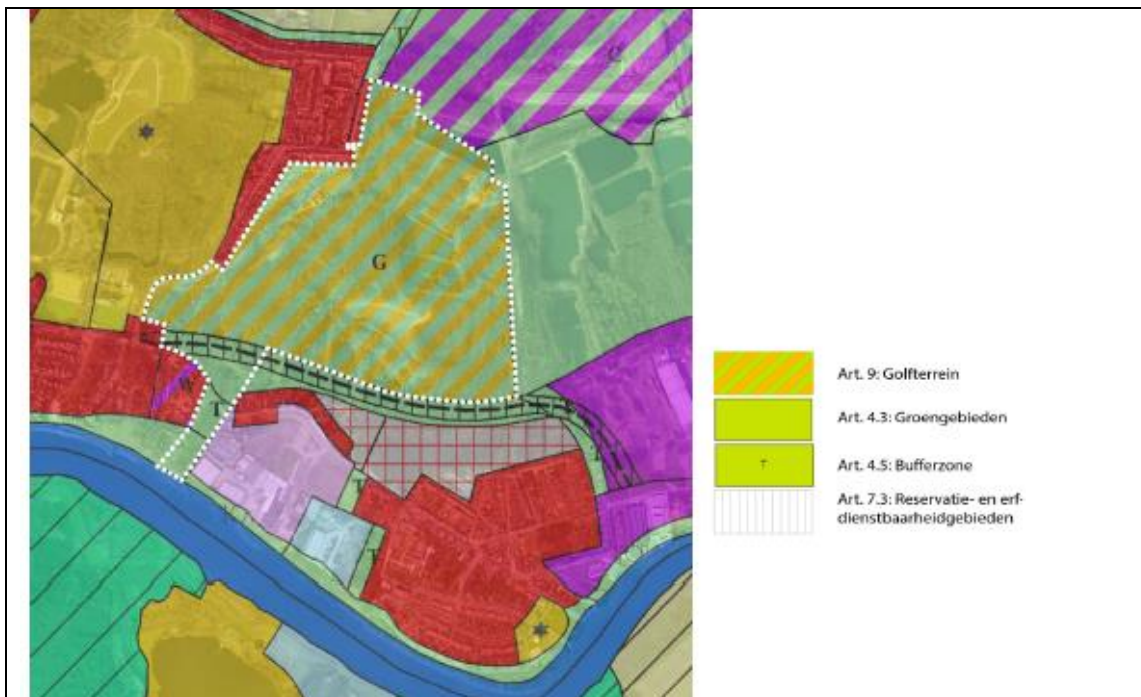 T
G
T
T
T
Art. 9: Golfterrein
Art. 4.3: Groengebieden
T
Art. 4.5: Bufferzone
Art. 7.3: Reservatie- en erf-
dienstbaarheidgebieden